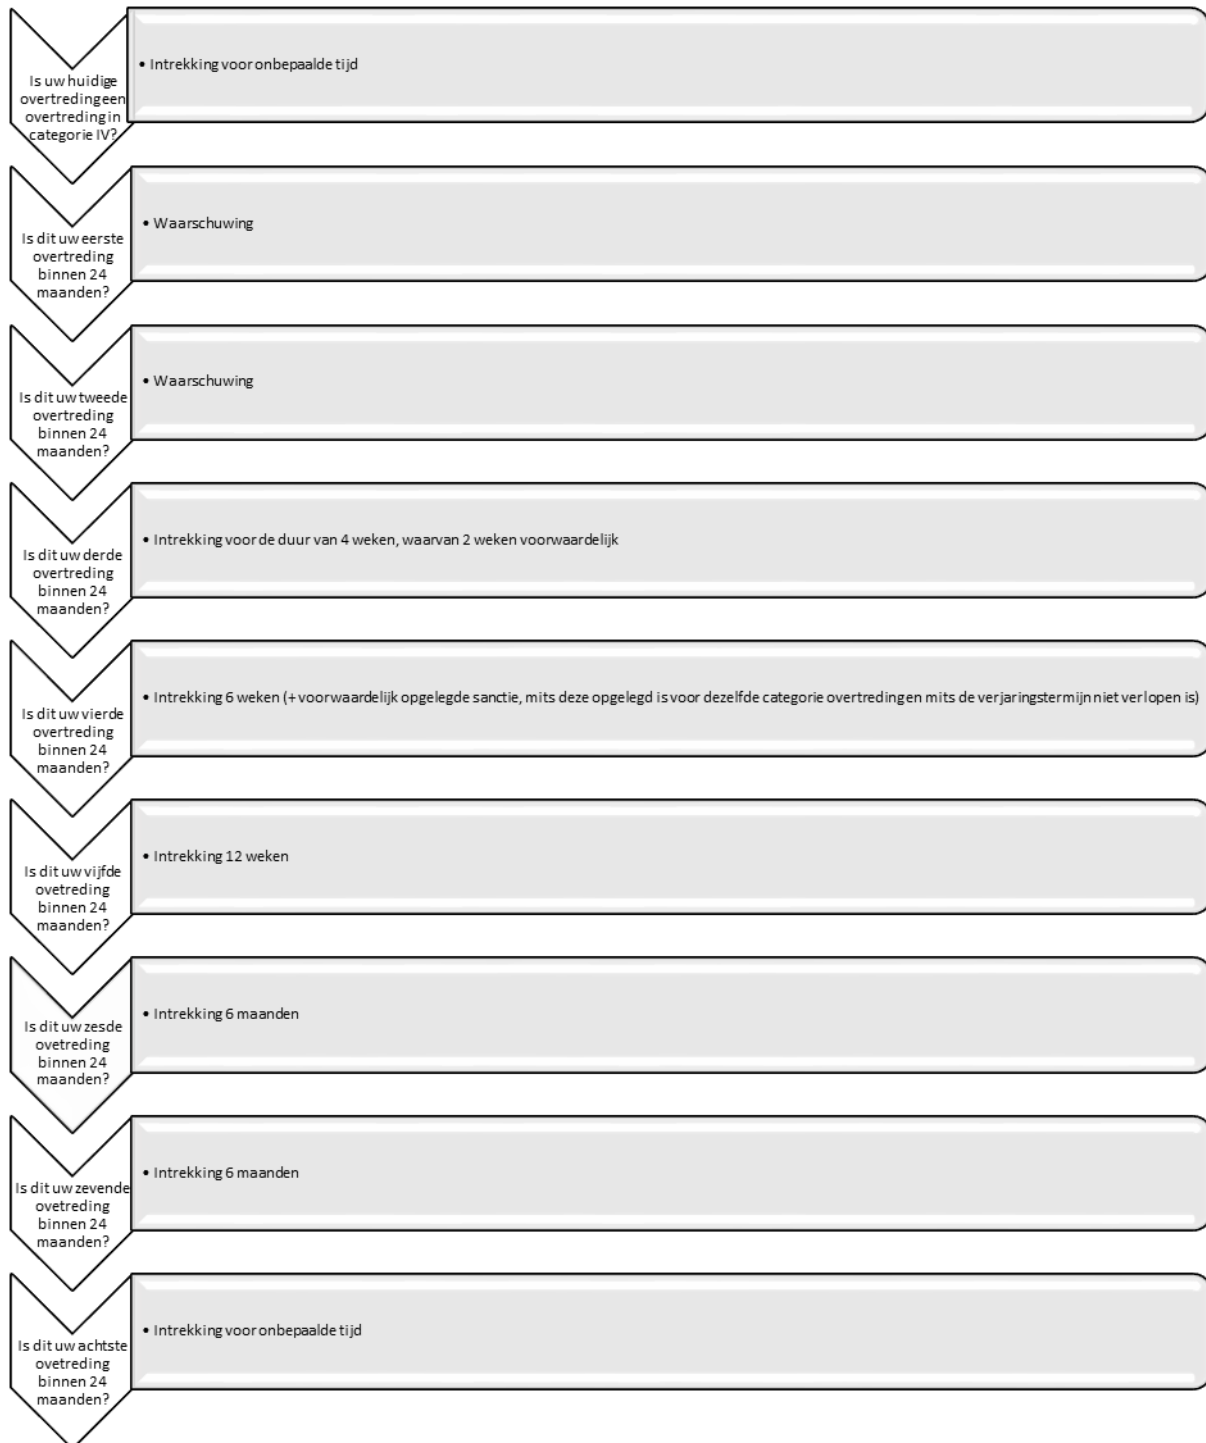 Is uw huidige
overtreding een
overtreding in
categorie IV?
• Intrekking voor onbepaalde tijd
Is dit uw eerste
overtreding
binnen 24
maanden?
• Waarschuwing
Is dit uw tweede
overtreding
binnen 24
maanden?
• Waarschuwing
Is dit uw derde
overtreding
binnen 24
maanden?
• Intrekking voor de duur van 4 weken, waarvan 2 weken voorwaardelijk
Is dit uw vierde
overtreding
binnen 24
maanden?
• Intrekking 6 weken (+ voorwaardelijk opgelegde sanctie, mits deze opgelegd is voor dezelfde categorie overtreding en mits de verjaringstermijn niet verlopen is)
Is dit uw vijfde
ovetreding
binnen 24
maanden?
• Intrekking 12 weken
Is dit uw zesde
ovetreding
binnen 24
maanden?
• Intrekking 6 maanden
Is dit uw zevende
ovetreding
binnen 24
maanden?
• Intrekking 6 maanden
Is dit uw achtste
ovetreding
binnen 24
maanden?
• Intrekking voor onbepaalde tijd